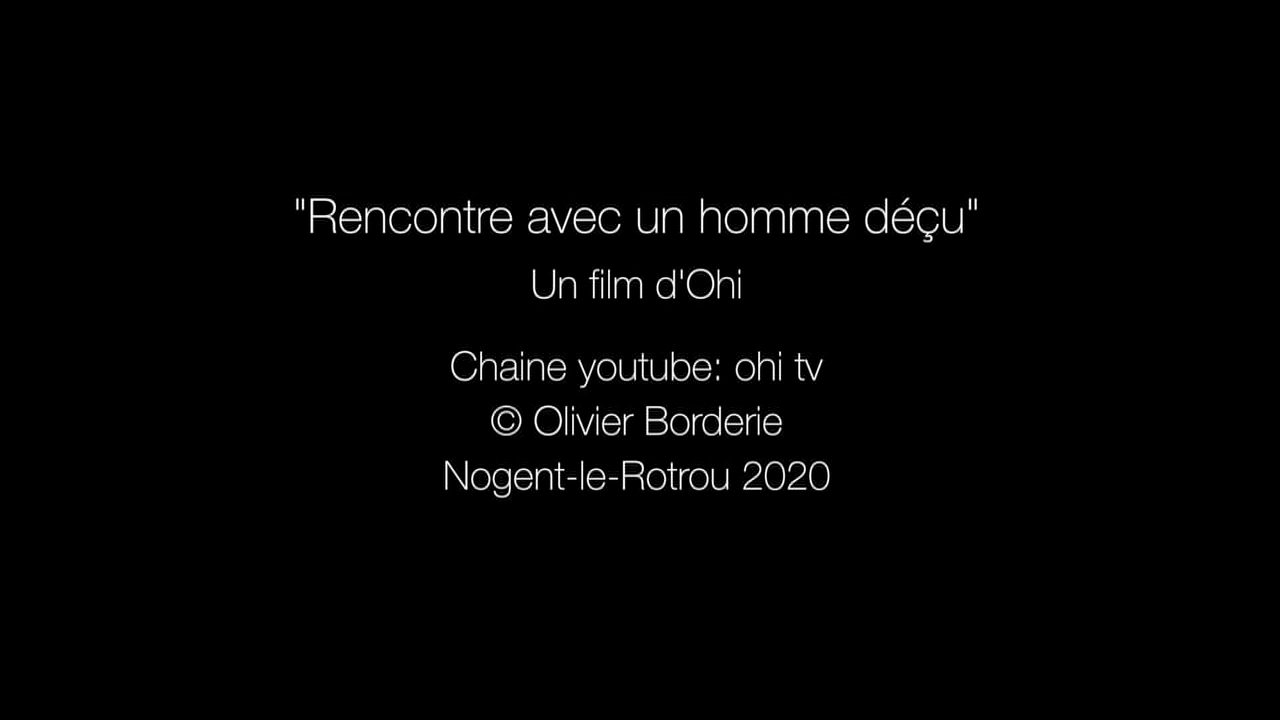 "Rencontre avec un homme déçu"
Un film d'Ohi
Chaine youtube: ohi tv
© Olivier Borderie
Nogent-le-Rotrou 2020